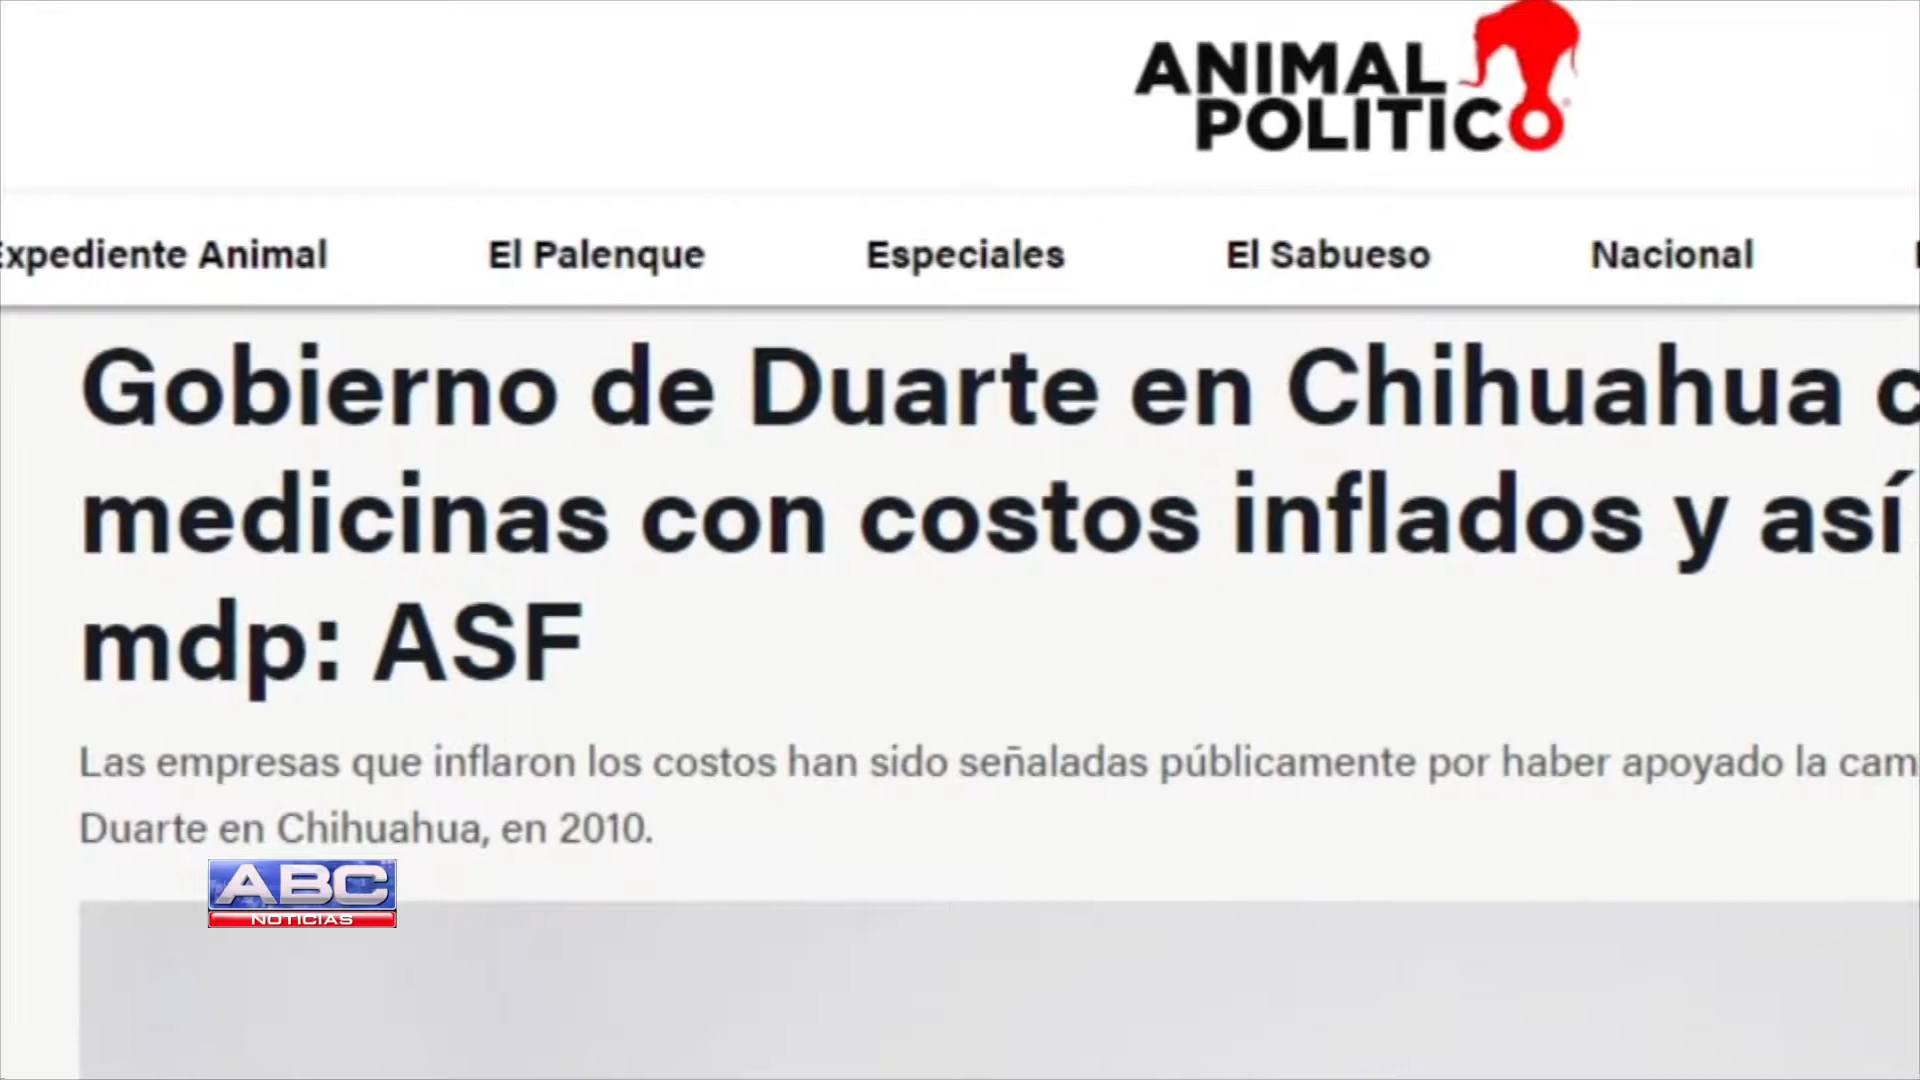 ANIMAL
POLITICO
Expediente Animal El Palenque Especiales El Sabueso Nacional
Gobierno de Duarte en Chihuahua
medicinas con costos inflados y así
mdp: ASF
Las empresas que inflaron los costos han sido señaladas públicamente por haber apoyado la
Duarte en Chihuahua, en 2010.
ABC
NOTICIAS